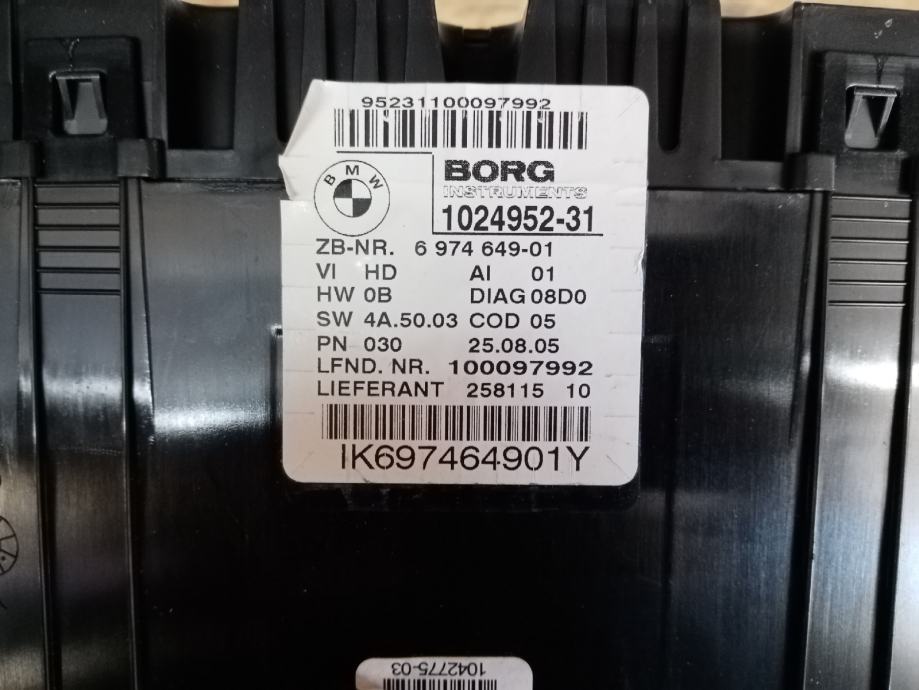 95231100097992
BMW
BORG
INSTRUMENTS
1024952-31
ZB-NR. 6 974 649-01
VI HD AI 01
HW 0B DIAG 08D0
SW 4A.50.03 COD 05
PN 030 25.08.05
LFND. NR. 100097992
LIEFERANT 258115 10
IK697464901Y
1042775-03